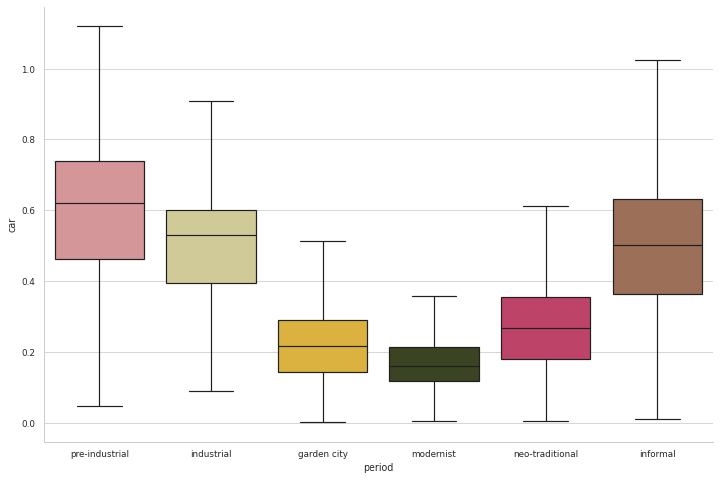 1.0
0.8
0.6
0.4
0.2
0.0
car
pre-industrial industrial garden city modernist neo-traditional informal
period